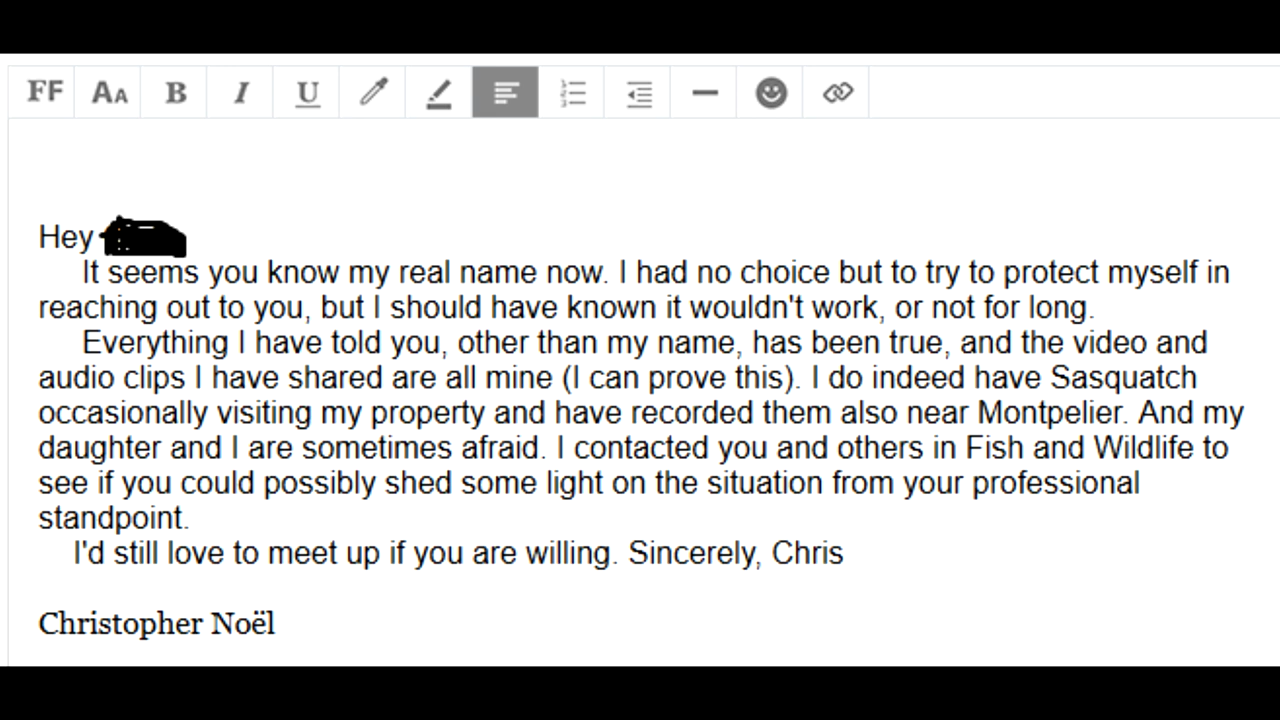 FF AA B I U
Hey
It seems you know my real name now. I had no choice but to try to protect myself in
reaching out to you, but I should have known it wouldn't work, or not for long.
Everything I have told you, other than my name, has been true, and the video and
audio clips I have shared are all mine (I can prove this). I do indeed have Sasquatch
occasionally visiting my property and have recorded them also near Montpelier. And my
daughter and I are sometimes afraid. I contacted you and others in Fish and Wildlife to
see if you could possibly shed some light on the situation from your professional
standpoint.
I'd still love to meet up if you are willing. Sincerely, Chris
Christopher Noël